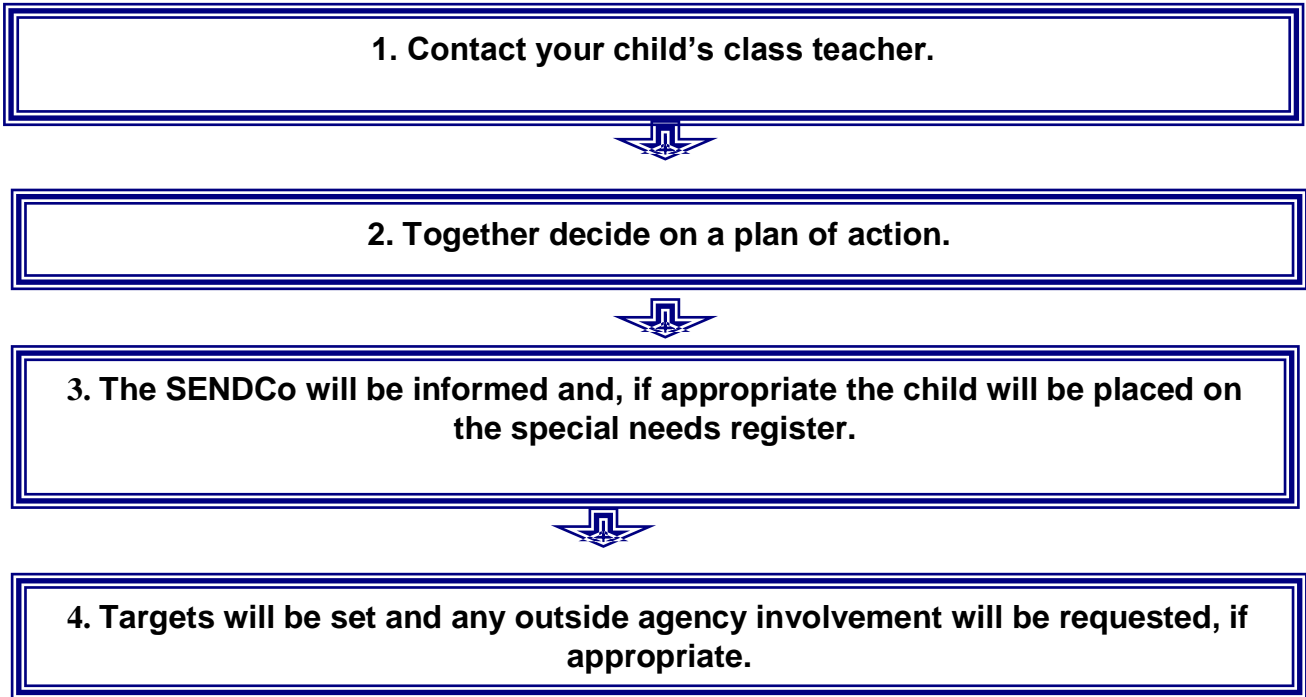 1. Contact your child’s class teacher.
2. Together decide on a plan of action.
3. The SENDCo will be informed and, if appropriate the child will be placed on
the special needs register.
4. Targets will be set and any outside agency involvement will be requested, if
appropriate.